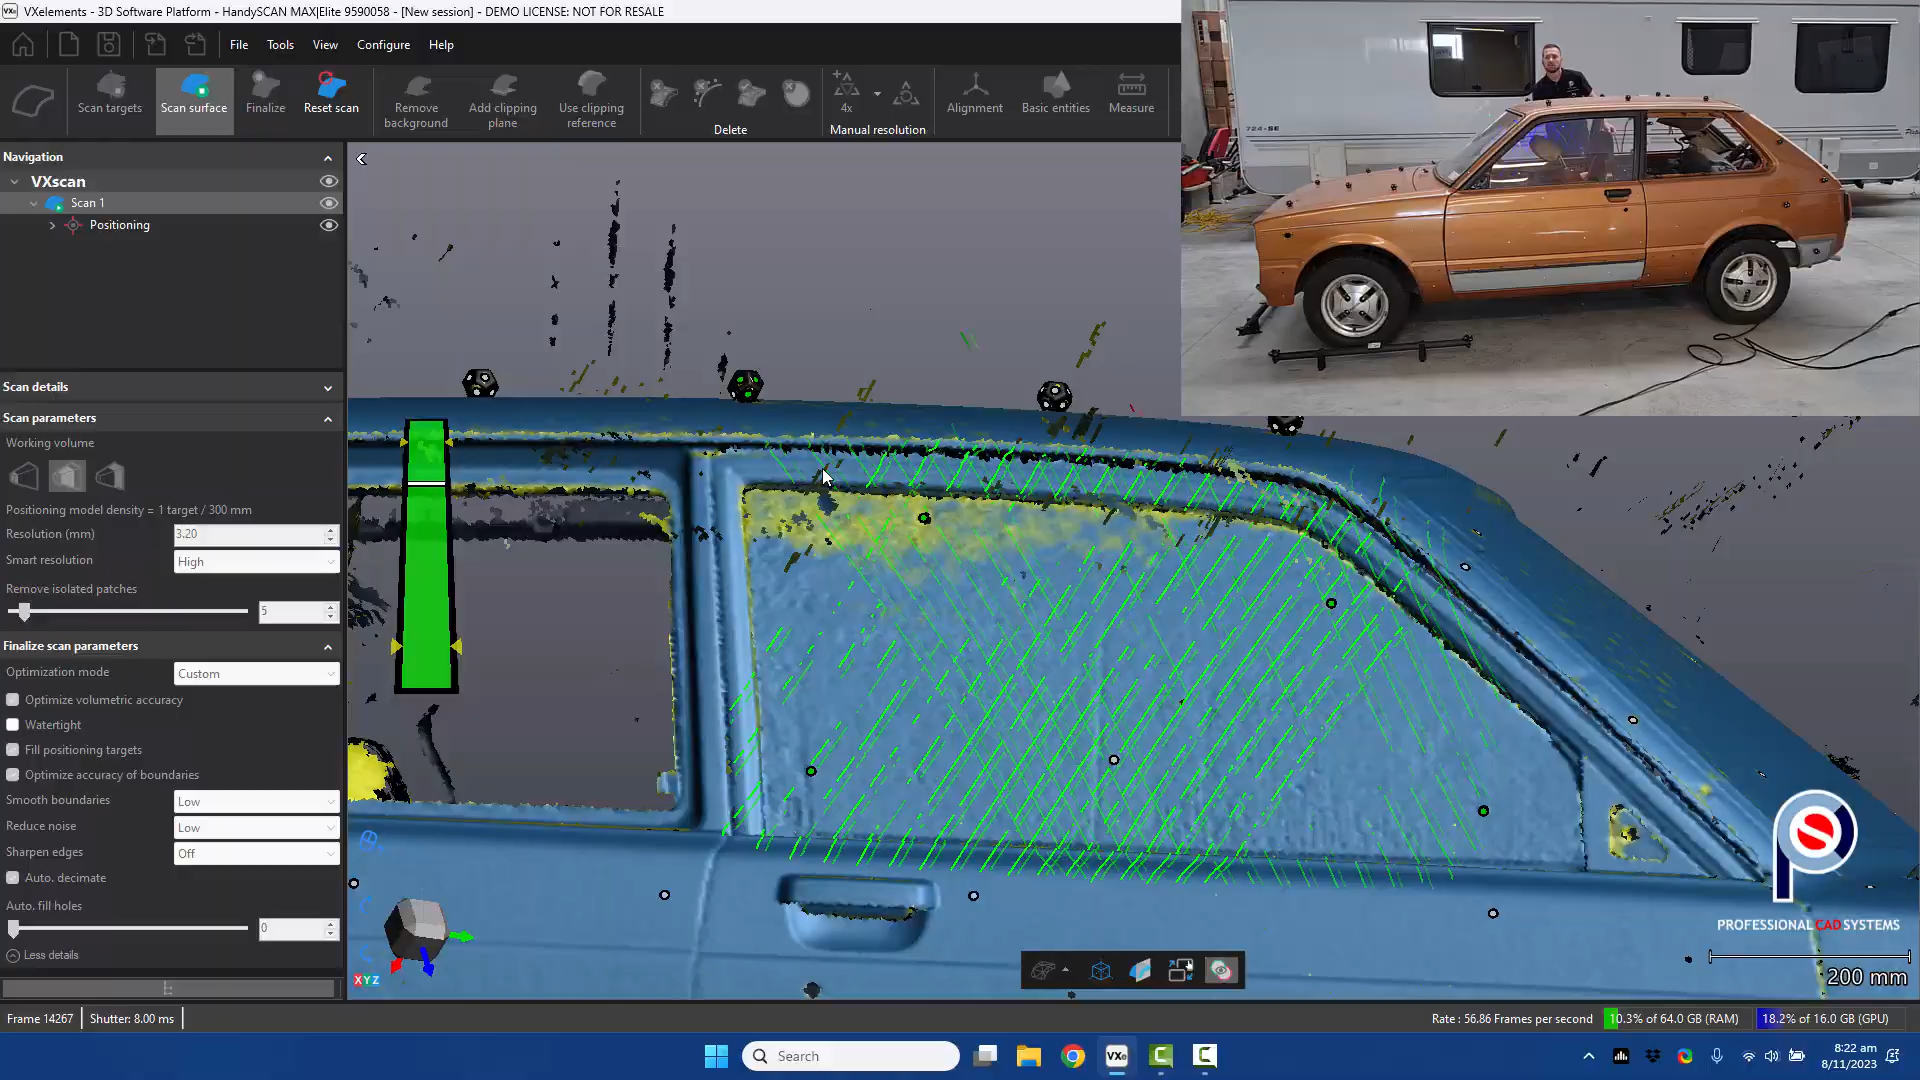 VXelements - 3D Software Platform - HandySCAN MAX|Elite 9590058 - [New session] - DEMO LICENSE: NOT FOR RESALE
File Tools View Configure Help
Scan targets
Scan surface
Finalize
Reset scan
Remove background
Add clipping plane
Use clipping reference
Delete
4x
Manual resolution
Alignment
Basic entities
Measure
Navigation
VXscan
Scan 1
Positioning
Scan details
Scan parameters
Working volume
Positioning model density = 1 target / 300 mm
Resolution (mm) 3.20
Smart resolution High
Remove isolated patches
5
Finalize scan parameters
Optimization mode Custom
Optimize volumetric accuracy
Watertight
Fill positioning targets
Optimize accuracy of boundaries
Smooth boundaries Low
Reduce noise Low
Sharpen edges Off
Auto. decimate
Auto. fill holes
0
Less details
XYZ
724-SE
PROFESSIONAL CAD SYSTEMS
200 mm
Frame 14267 Shutter: 8.00 ms
Rate : 56.86 Frames per second 10.3% of 64.0 GB (RAM) 18.2% of 16.0 GB (GPU)
Search
VXe
8:22 am
8/11/2023